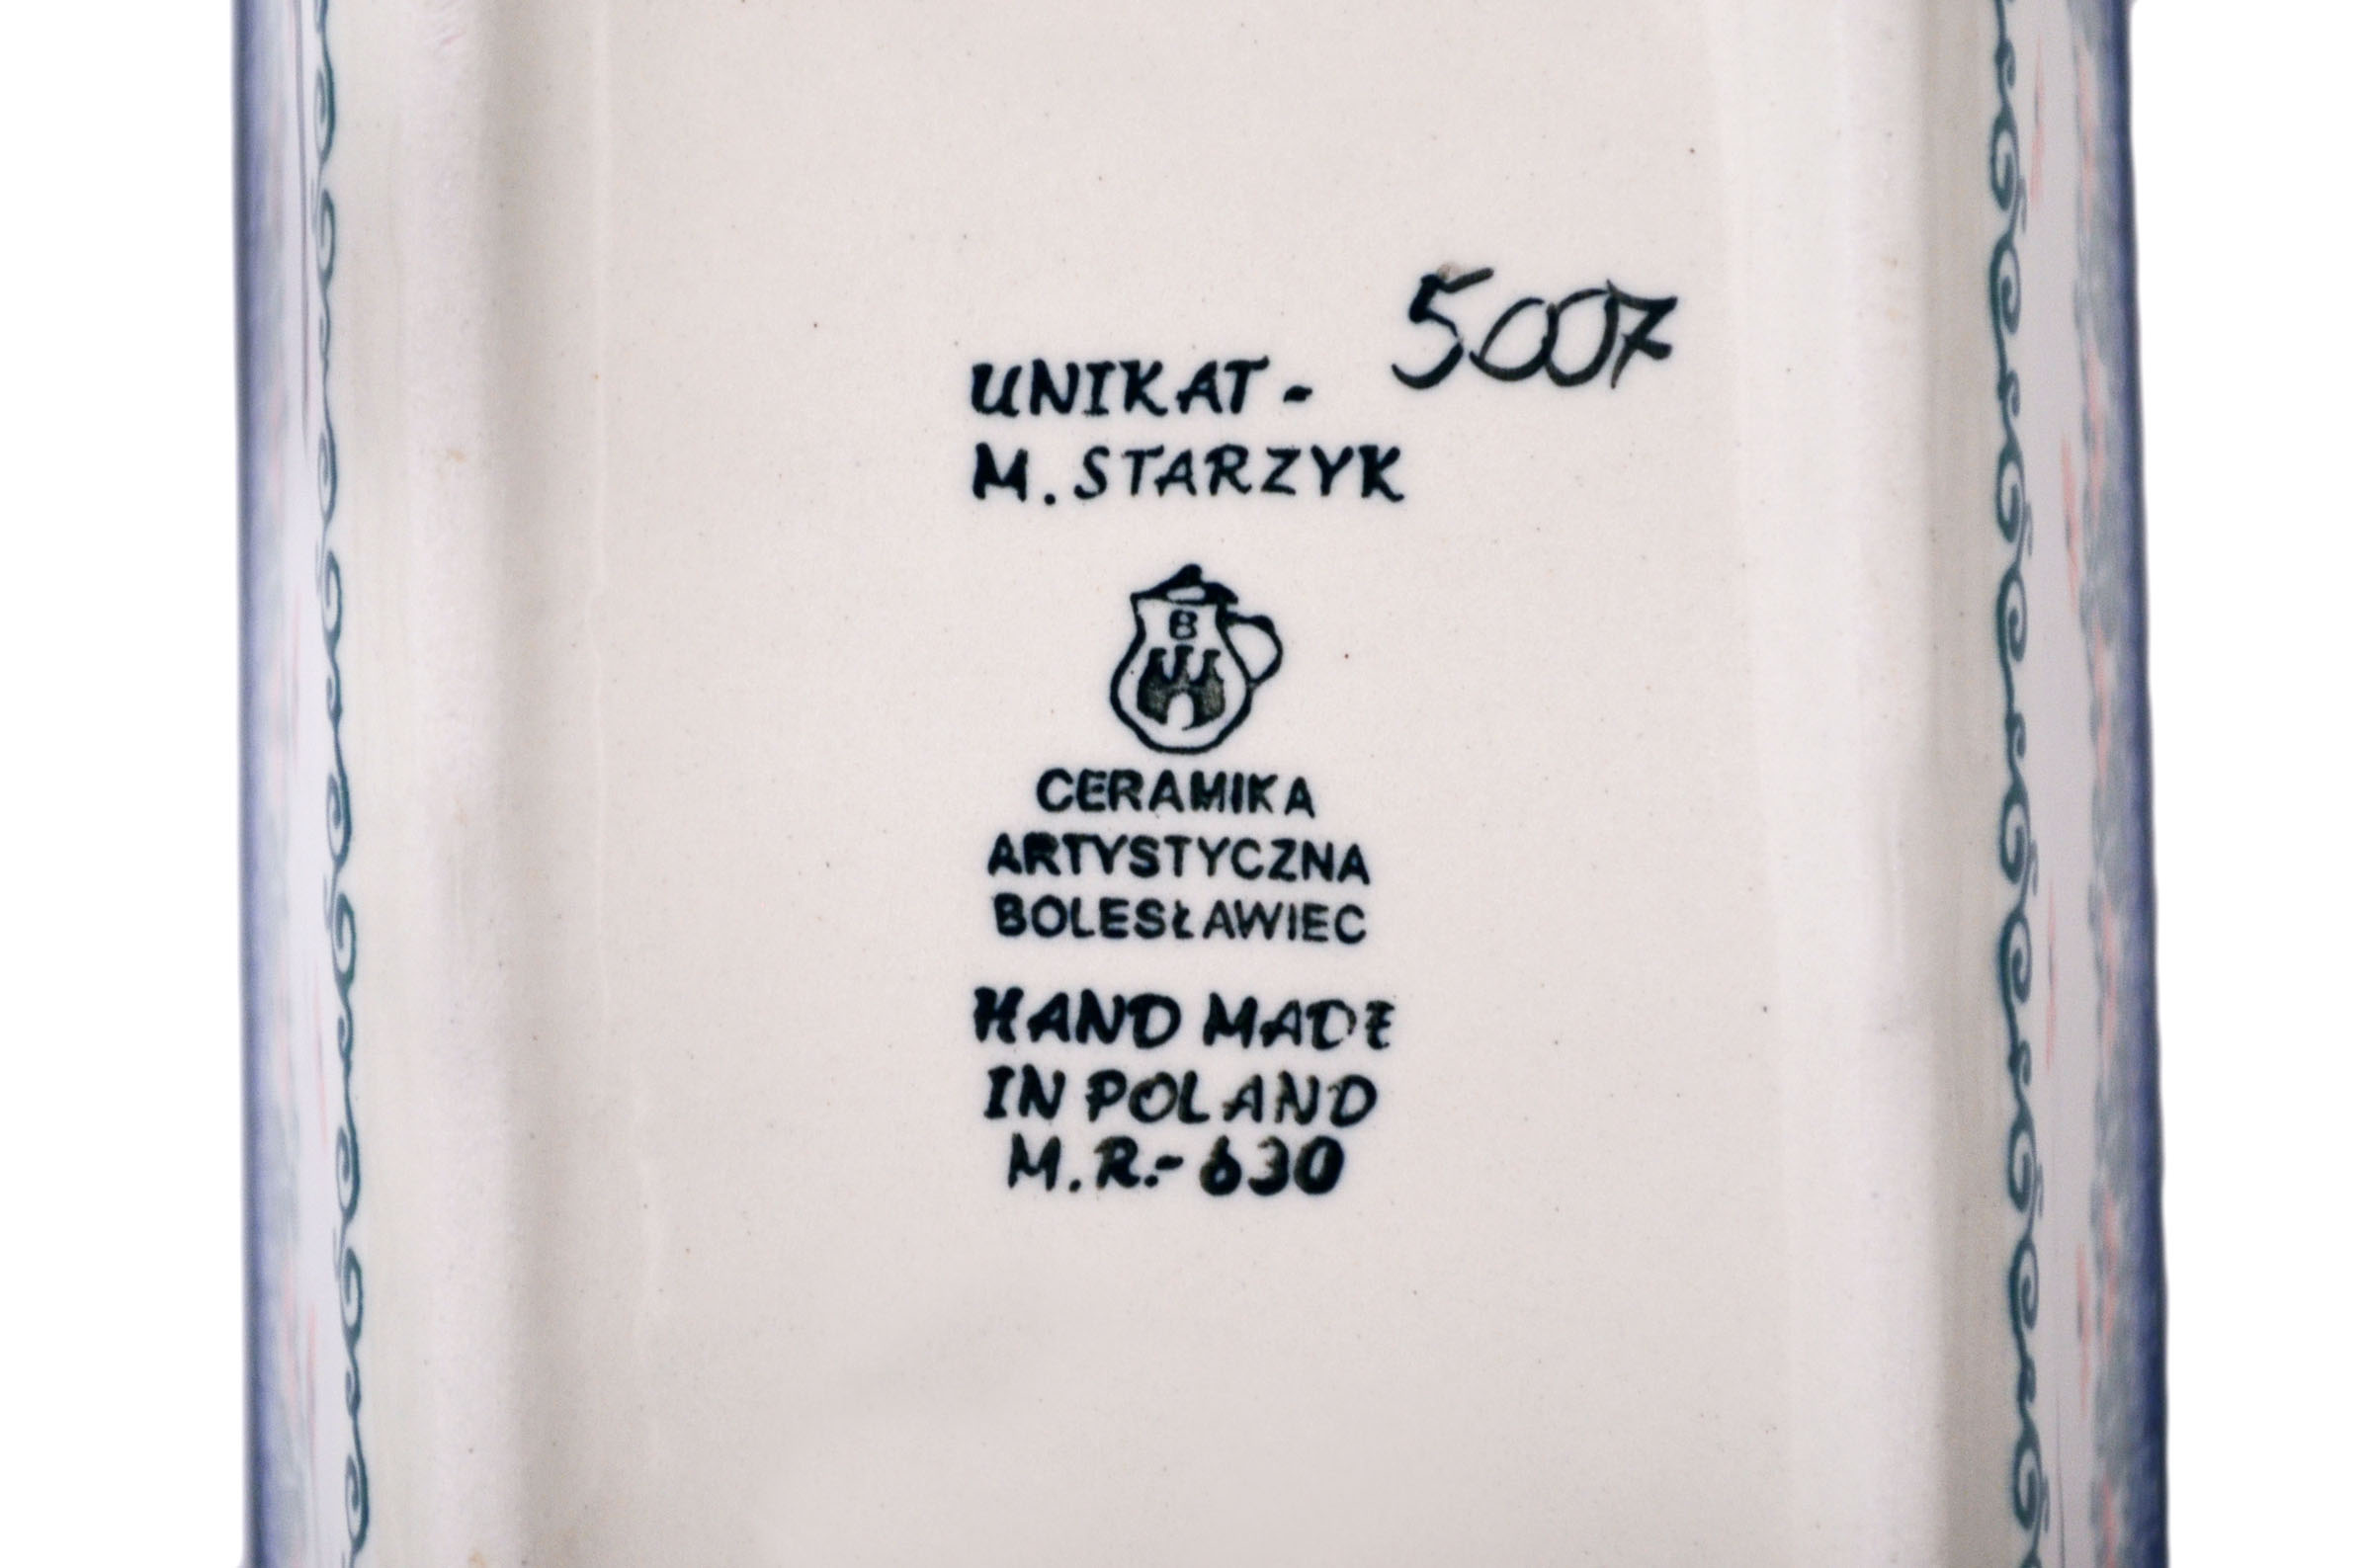 UNIKAT - 5007
M. STARZYK
B
CERAMIKA
ARTYSTYCZNA
BOLESŁAWIEC
HAND MADE
IN POLAND
M.R.- 630